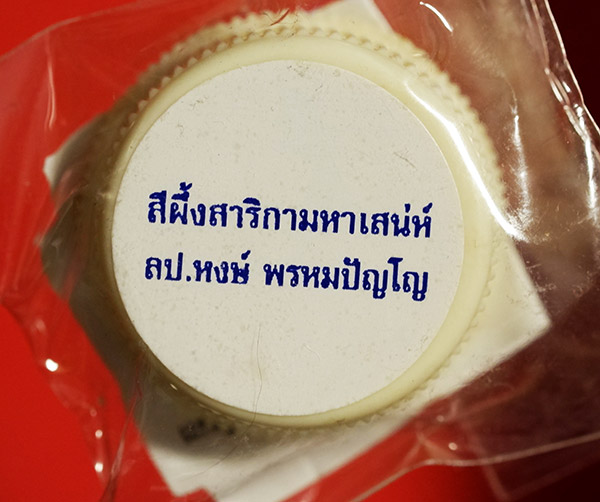 สีผึ้งสาริกามหาเสน่ห์
ลป.หงษ์ พรหมปัญโญ